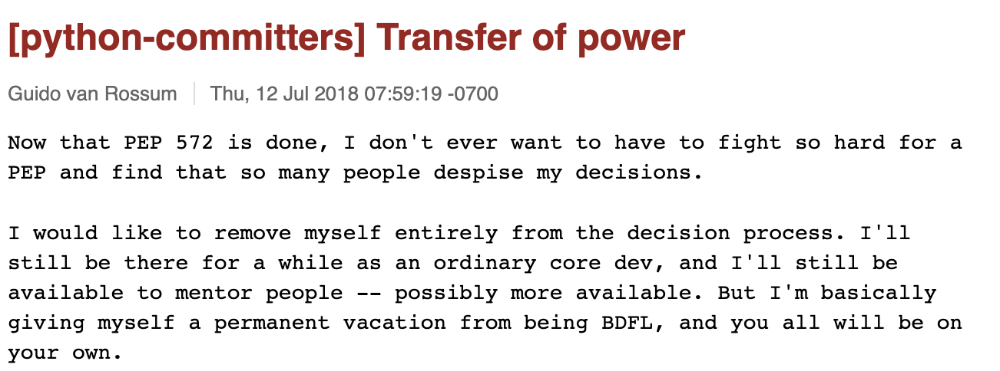 [python-committers] Transfer of power
Guido van Rossum Thu, 12 Jul 2018 07:59:19 -0700
Now that PEP 572 is done, I don't ever want to have to fight so hard for a
PEP and find that so many people despise my decisions.
I would like to remove myself entirely from the decision process. I'll
still be there for a while as an ordinary core dev, and I'll still be
available to mentor people -- possibly more available. But I'm basically
giving myself a permanent vacation from being BDFL, and you all will be on
your own.